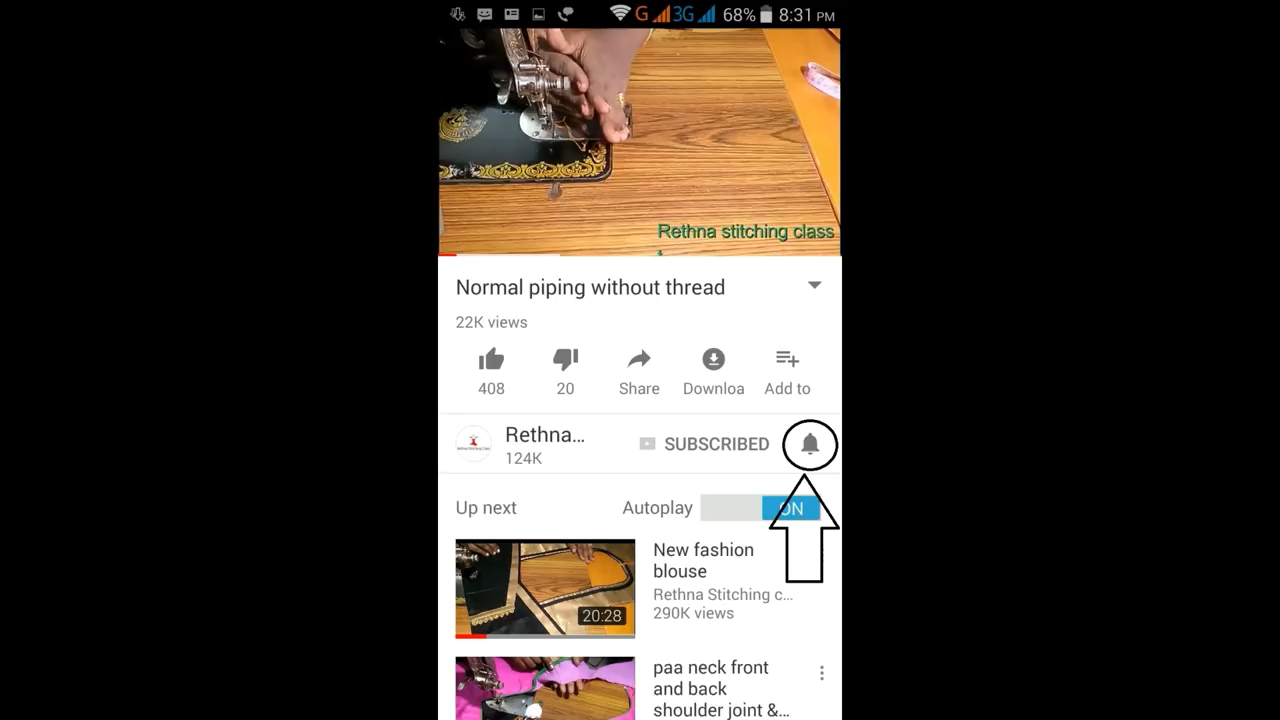 G 3G 68% 8:31 PM
Rethna stitching class
Normal piping without thread
22K views
408 20 Share Downloa Add to
Rethna… SUBSCRIBED
124K
Up next Autoplay ON
New fashion
blouse
Rethna Stitching c…
290K views
20:28
paa neck front
and back
shoulder joint &…